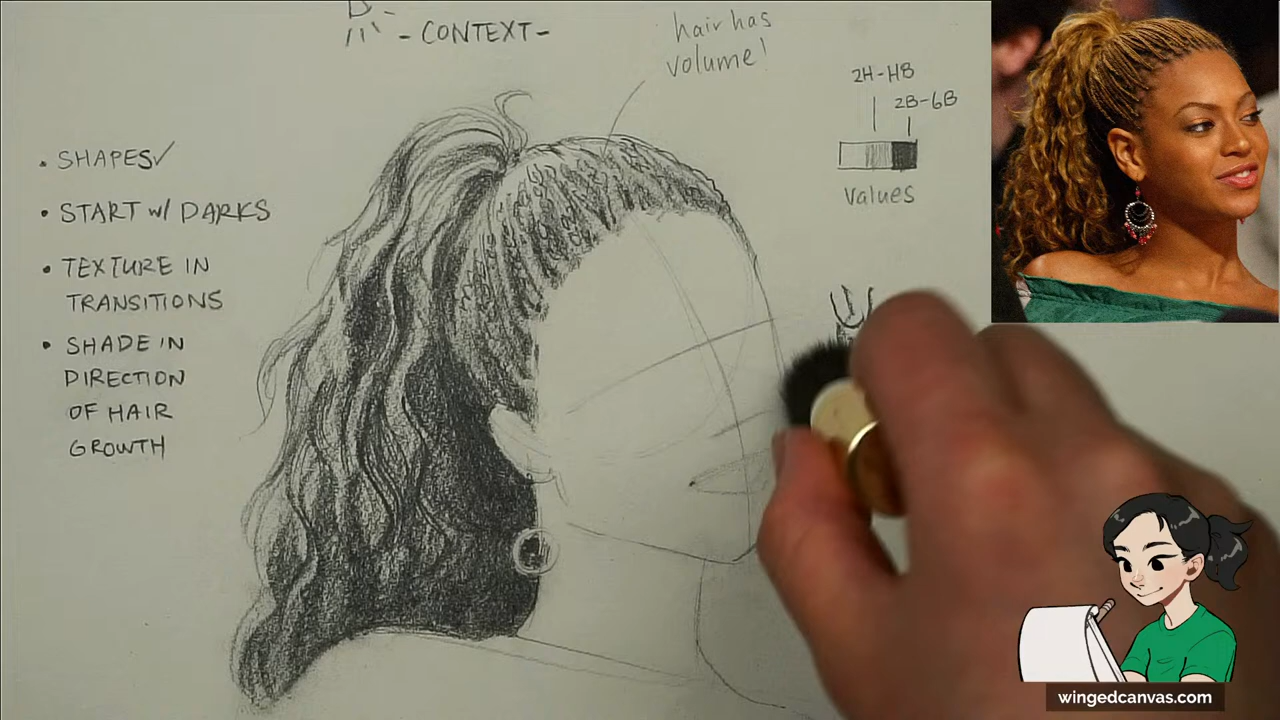 - CONTEXT -
hair has
volume!
2H-HB
2B-6B
values
• SHAPES✓
• START w/ DARKS
• TEXTURE IN
TRANSITIONS
• SHADE IN
DIRECTION
OF HAIR
GROWTH
wingedcanvas.com